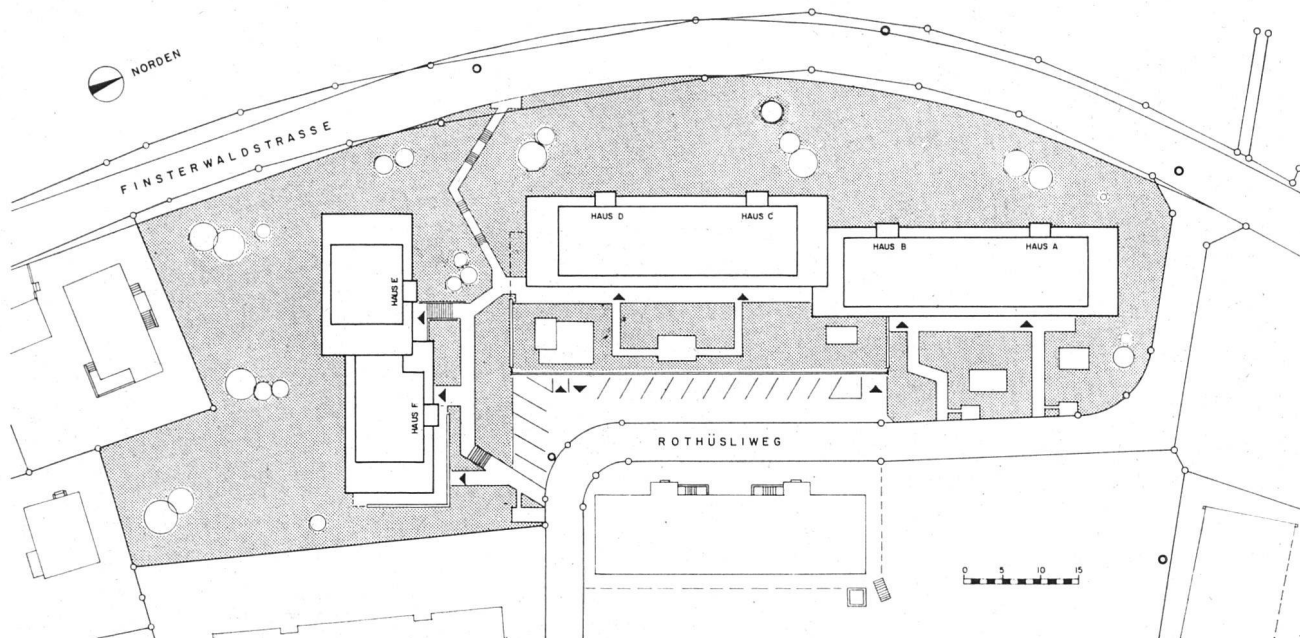 NORDEN
FINSTERWALDSTRASSE
HAUS D
HAUS C
HAUS B
HAUS A
HAUS E
HAUS F
ROTHÜSLIWEG
0 5 10 15